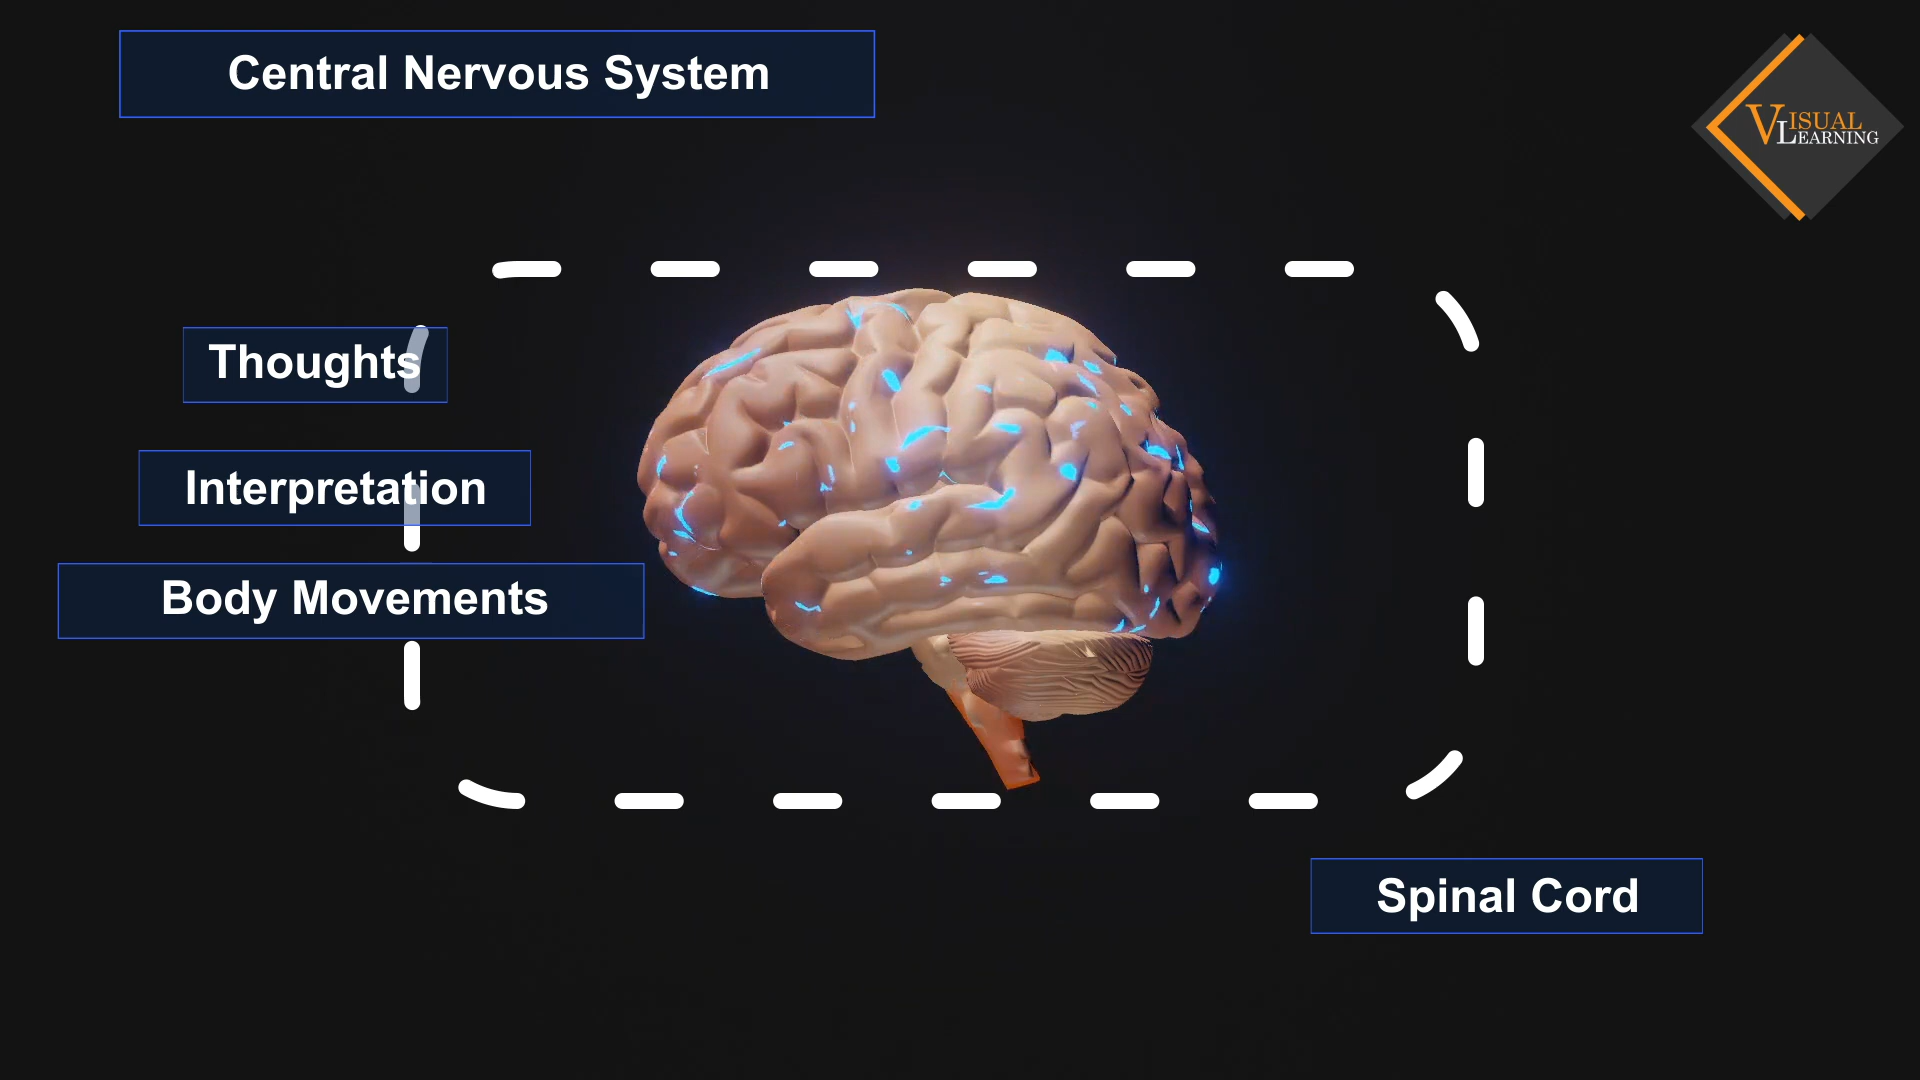 Central Nervous System
VISUAL
LEARNING
Thoughts
Interpretation
Body Movements
Spinal Cord